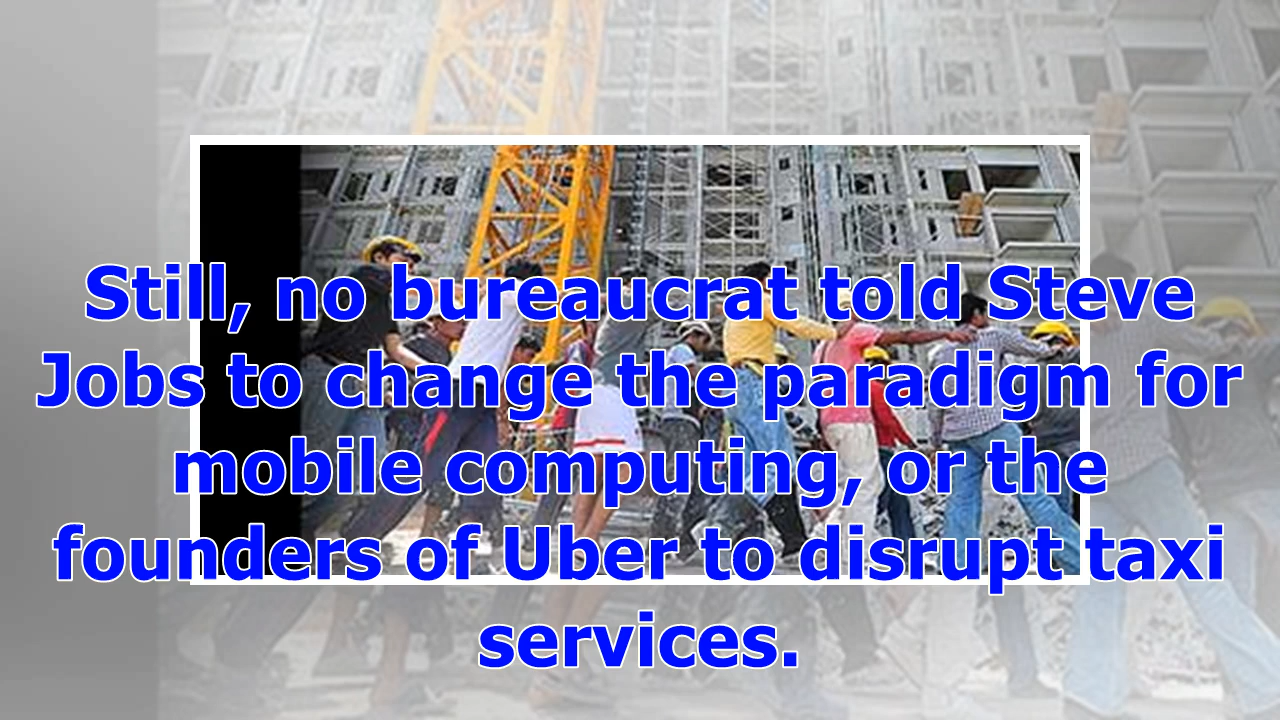 Still, no bureaucrat told Steve
Jobs to change the paradigm for
mobile computing, or the
founders of Uber to disrupt taxi
services.